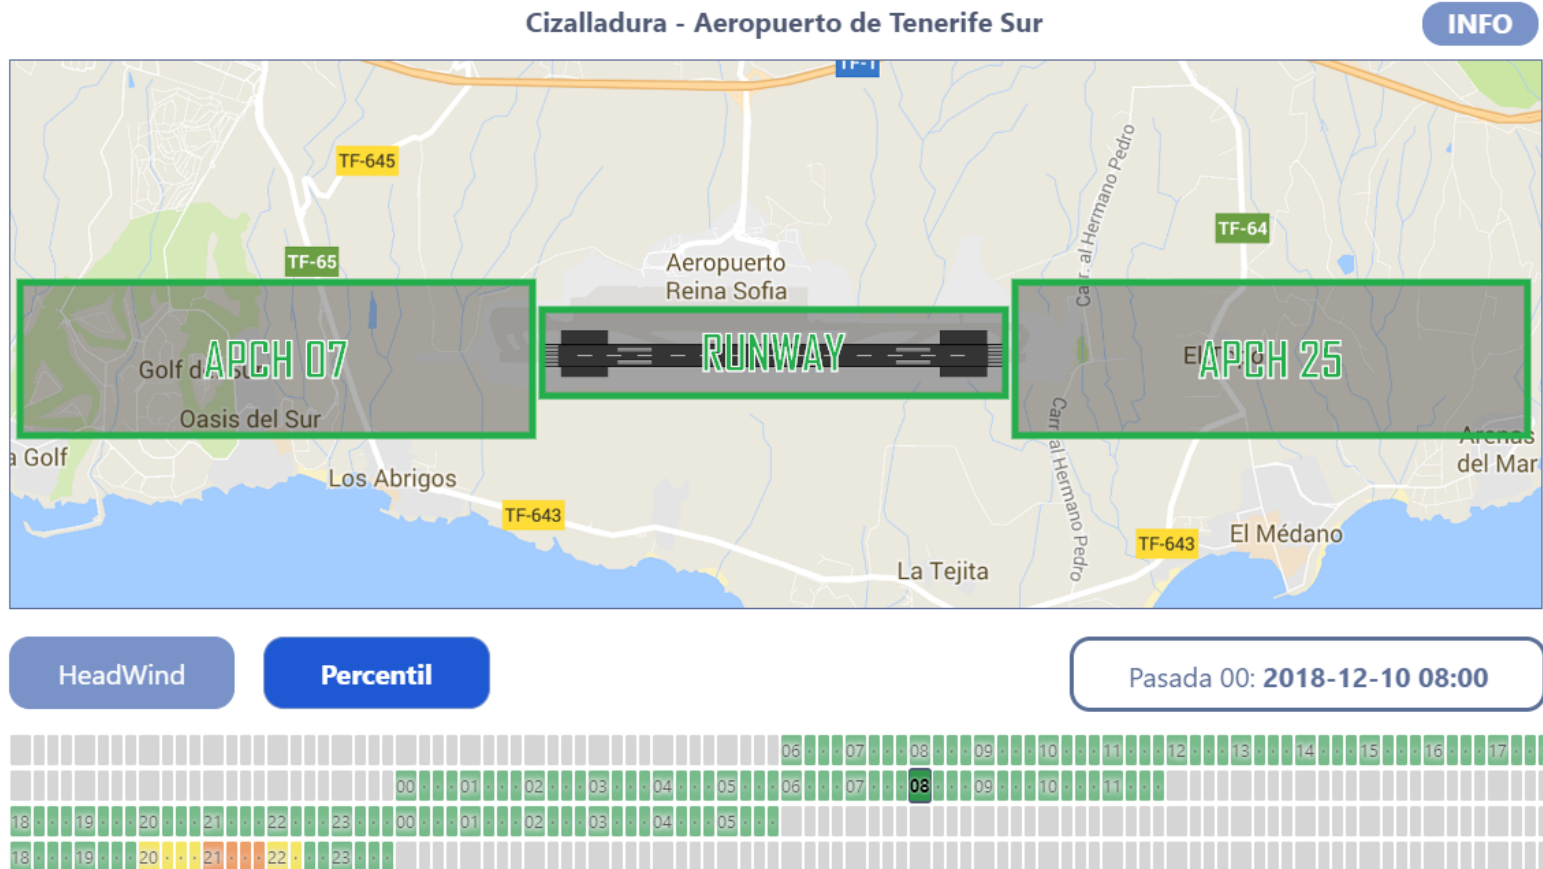 Cizalladura - Aeropuerto de Tenerife Sur
INFO
TF-1
TF-645
Carr. al Hermano Pedro
TF-64
TF-65
Aeropuerto
Reina Sofia
APCH 07
RUNWAY
APCH 25
Golf del Sur
Oasis del Sur
a Golf
Los Abrigos
Carr. al Hermano Pedro
Arenas
del Mar
TF-643
TF-643
El Médano
La Tejita
HeadWind
Percentil
Pasada 00: 2018-12-10 08:00
06 07 08 09 10 11 12 13 14 15 16 17
00 01 02 03 04 05 06 07 08 09 10 11
18 19 20 21 22 23 00 01 02 03 04 05
18 19 20 21 22 23